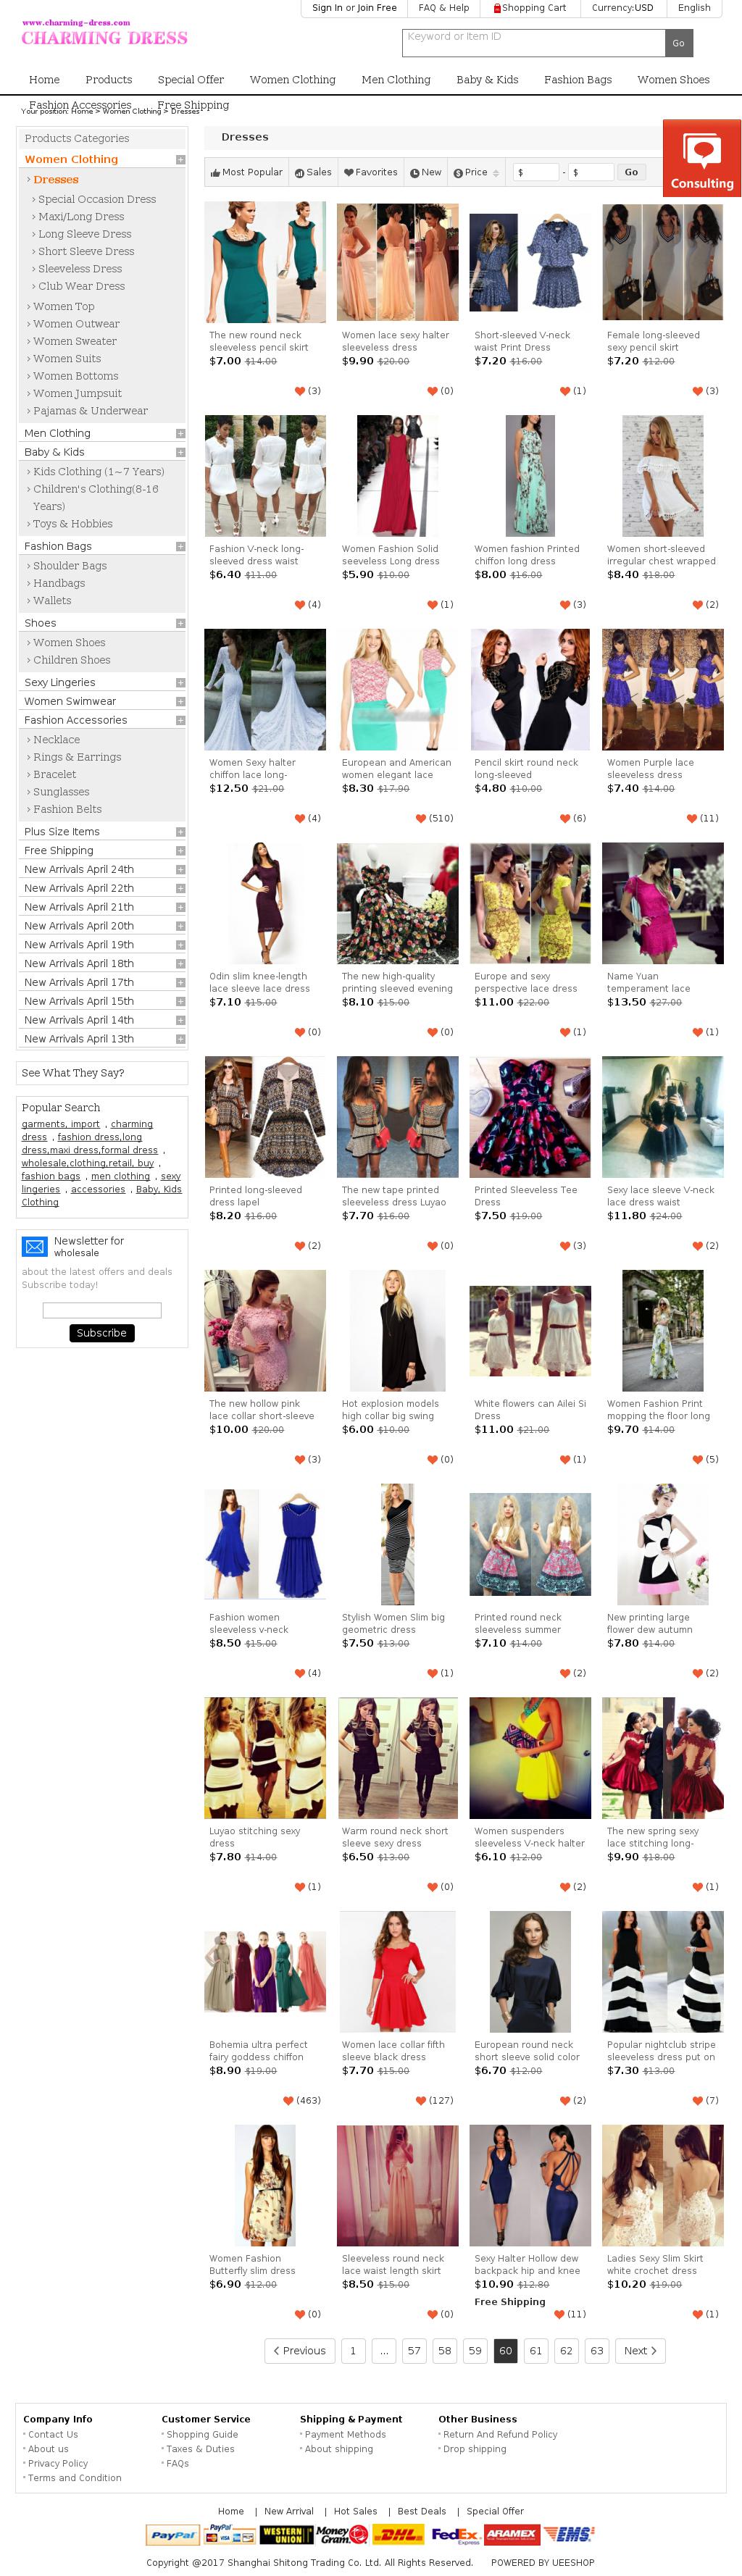 Sign In or Join Free
FAQ & Help
Shopping Cart
Currency:USD
English
www.charming-dress.com
CHARMING DRESS
Keyword or Item ID
Go
Home
Products
Special Offer
Women Clothing
Men Clothing
Baby & Kids
Fashion Bags
Women Shoes
Fashion Accessories
Free Shipping
Your position: Home > Women Clothing > Dresses
Consulting
Products Categories
Women Clothing
› Dresses
› Special Occasion Dress
› Maxi/Long Dress
› Long Sleeve Dress
› Short Sleeve Dress
› Sleeveless Dress
› Club Wear Dress
› Women Top
› Women Outwear
› Women Sweater
› Women Suits
› Women Bottoms
› Women Jumpsuit
› Pajamas & Underwear
Men Clothing
Baby & Kids
› Kids Clothing (1~7 Years)
› Children's Clothing(8-16
Years)
› Toys & Hobbies
Fashion Bags
› Shoulder Bags
› Handbags
› Wallets
Shoes
› Women Shoes
› Children Shoes
Sexy Lingeries
Women Swimwear
Fashion Accessories
› Necklace
› Rings & Earrings
› Bracelet
› Sunglasses
› Fashion Belts
Plus Size Items
Free Shipping
New Arrivals April 24th
New Arrivals April 22th
New Arrivals April 21th
New Arrivals April 20th
New Arrivals April 19th
New Arrivals April 18th
New Arrivals April 17th
New Arrivals April 15th
New Arrivals April 14th
New Arrivals April 13th
See What They Say?
Popular Search
garments, import , charming
dress , fashion dress,long
dress,maxi dress,formal dress ,
wholesale,clothing,retail, buy ,
fashion bags , men clothing , sexy
lingeries , accessories , Baby, Kids
Clothing
Newsletter for
wholesale
about the latest offers and deals
Subscribe today!
Subscribe
Dresses
Most Popular
Sales
Favorites
New
Price
$ - $
Go
The new round neck
sleeveless pencil skirt
$7.00 $14.00
(3)
Women lace sexy halter
sleeveless dress
$9.90 $20.00
(0)
Short-sleeved V-neck
waist Print Dress
$7.20 $16.00
(1)
Female long-sleeved
sexy pencil skirt
$7.20 $12.00
(3)
Fashion V-neck long-
sleeved dress waist
$6.40 $11.00
(4)
Women Fashion Solid
seeveless Long dress
$5.90 $10.00
(1)
Women fashion Printed
chiffon long dress
$8.00 $16.00
(3)
Women short-sleeved
irregular chest wrapped
$8.40 $18.00
(2)
Women Sexy halter
chiffon lace long-
$12.50 $21.00
(4)
European and American
women elegant lace
$8.30 $17.90
(510)
Pencil skirt round neck
long-sleeved
$4.80 $10.00
(6)
Women Purple lace
sleeveless dress
$7.40 $14.00
(11)
Odin slim knee-length
lace sleeve lace dress
$7.10 $15.00
(0)
The new high-quality
printing sleeved evening
$8.10 $15.00
(0)
Europe and sexy
perspective lace dress
$11.00 $22.00
(1)
Name Yuan
temperament lace
$13.50 $27.00
(1)
Printed long-sleeved
dress lapel
$8.20 $16.00
(2)
The new tape printed
sleeveless dress Luyao
$7.70 $16.00
(0)
Printed Sleeveless Tee
Dress
$7.50 $19.00
(3)
Sexy lace sleeve V-neck
lace dress waist
$11.80 $24.00
(2)
The new hollow pink
lace collar short-sleeve
$10.00 $20.00
(3)
Hot explosion models
high collar big swing
$6.00 $10.00
(0)
White flowers can Ailei Si
Dress
$11.00 $21.00
(1)
Women Fashion Print
mopping the floor long
$9.70 $14.00
(5)
Fashion women
sleeveless v-neck
$8.50 $15.00
(4)
Stylish Women Slim big
geometric dress
$7.50 $13.00
(1)
Printed round neck
sleeveless summer
$7.10 $14.00
(2)
New printing large
flower dew autumn
$7.80 $14.00
(2)
Luyao stitching sexy
dress
$7.80 $14.00
(1)
Warm round neck short
sleeve sexy dress
$6.50 $13.00
(0)
Women suspenders
sleeveless V-neck halter
$6.10 $12.00
(2)
The new spring sexy
lace stitching long-
$9.90 $18.00
(1)
Bohemia ultra perfect
fairy goddess chiffon
$8.90 $19.00
(463)
Women lace collar fifth
sleeve black dress
$7.70 $15.00
(127)
European round neck
short sleeve solid color
$6.70 $12.00
(2)
Popular nightclub stripe
sleeveless dress put on
$7.30 $13.00
(7)
Women Fashion
Butterfly slim dress
$6.90 $12.00
(0)
Sleeveless round neck
lace waist length skirt
$8.50 $15.00
(0)
Sexy Halter Hollow dew
backpack hip and knee
$10.90 $12.80
Free Shipping
(11)
Ladies Sexy Slim Skirt
white crochet dress
$10.20 $19.00
(1)
Previous 1 ... 57 58 59 60 61 62 63 Next
Company Info
Contact Us
About us
Privacy Policy
Terms and Condition
Customer Service
Shopping Guide
Taxes & Duties
FAQs
Shipping & Payment
Payment Methods
About shipping
Other Business
Return And Refund Policy
Drop shipping
Home | New Arrival | Hot Sales | Best Deals | Special Offer
PayPal
PayPal
VISA
WESTERN UNION
MoneyGram
DHL
FedEx Express
ARAMEX
EMS
Copyright @2017 Shanghai Shitong Trading Co. Ltd. All Rights Reserved. POWERED BY UEESHOP